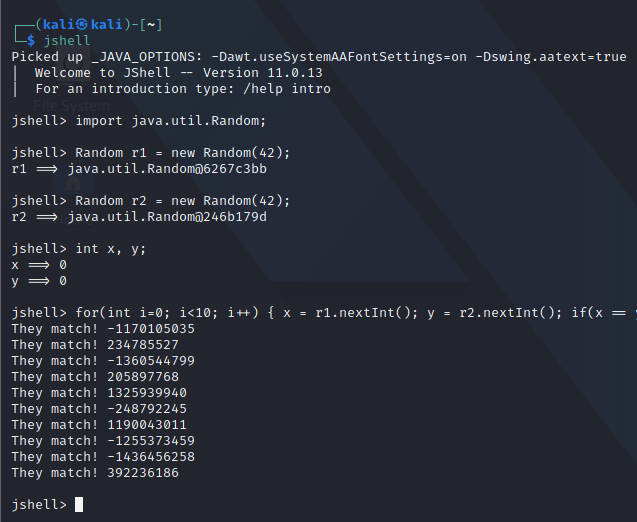 ┌──(kali㉿kali)-[~]
└─$ jshell
Picked up _JAVA_OPTIONS: -Dawt.useSystemAAFontSettings=on -Dswing.aatext=true
|  Welcome to JShell -- Version 11.0.13
|  For an introduction type: /help intro
File System
jshell> import java.util.Random;
jshell> Random r1 = new Random(42);
r1 ==> java.util.Random@6267c3bb
jshell> Random r2 = new Random(42);
r2 ==> java.util.Random@246b179d
jshell> int x, y;
x ==> 0
y ==> 0
jshell> for(int i=0; i<10; i++) { x = r1.nextInt(); y = r2.nextInt(); if(x ==
They match! -1170105035
They match! 234785527
They match! -1360544799
They match! 205897768
They match! 1325939940
They match! -248792245
They match! 1190043011
They match! -1255373459
They match! -1436456258
They match! 392236186
jshell>